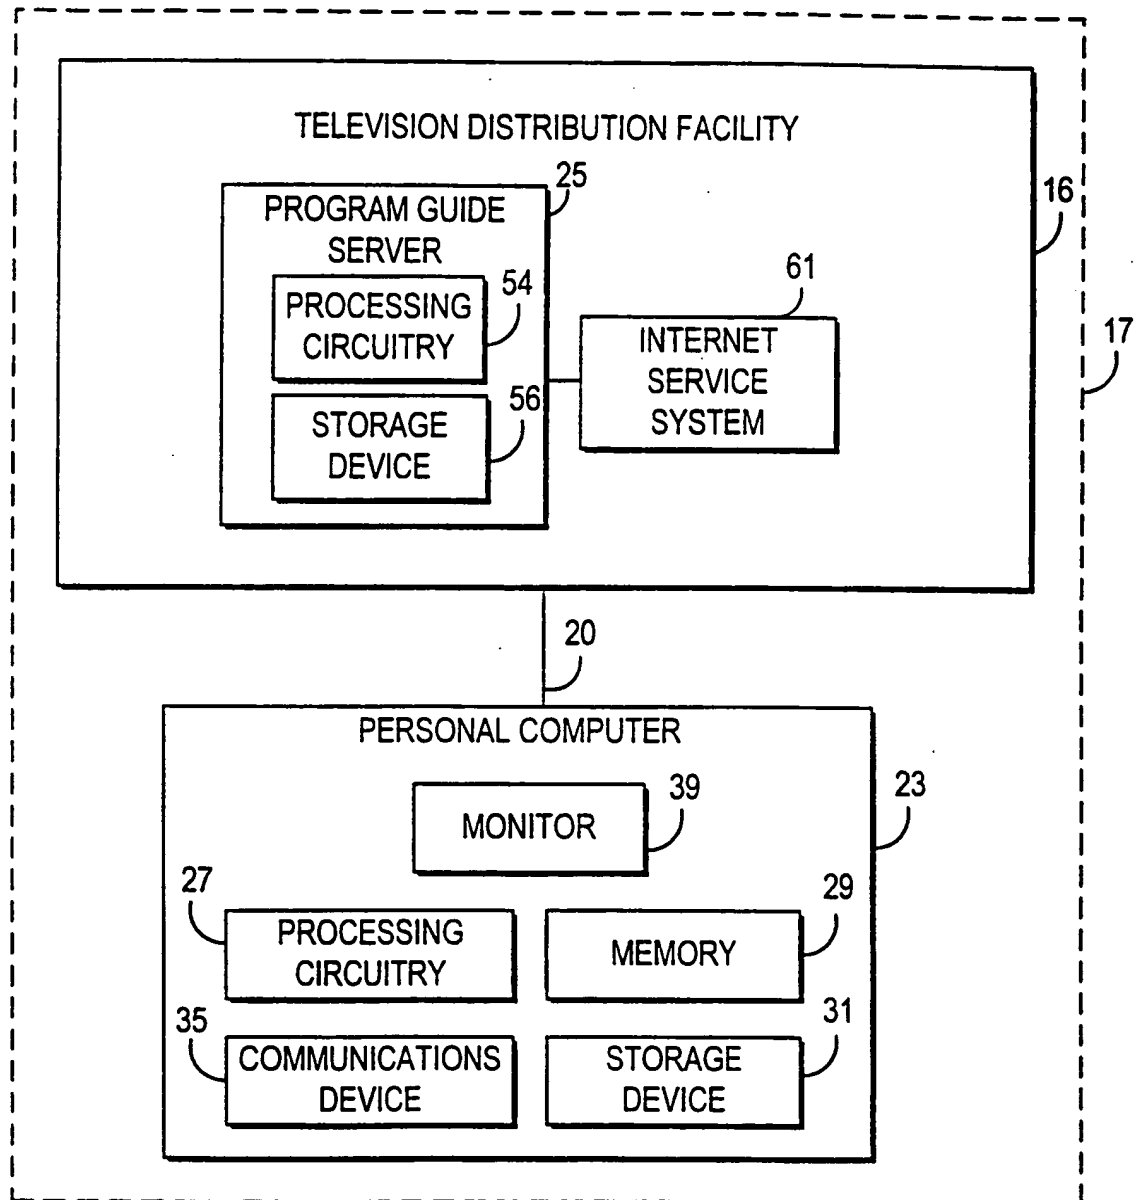 TELEVISION DISTRIBUTION FACILITY
25
16
PROGRAM GUIDE
SERVER
61
54
PROCESSING
CIRCUITRY
17
INTERNET
SERVICE
SYSTEM
56
STORAGE
DEVICE
20
PERSONAL COMPUTER
39
23
MONITOR
27
29
PROCESSING
CIRCUITRY
MEMORY
35
31
COMMUNICATIONS
DEVICE
STORAGE
DEVICE